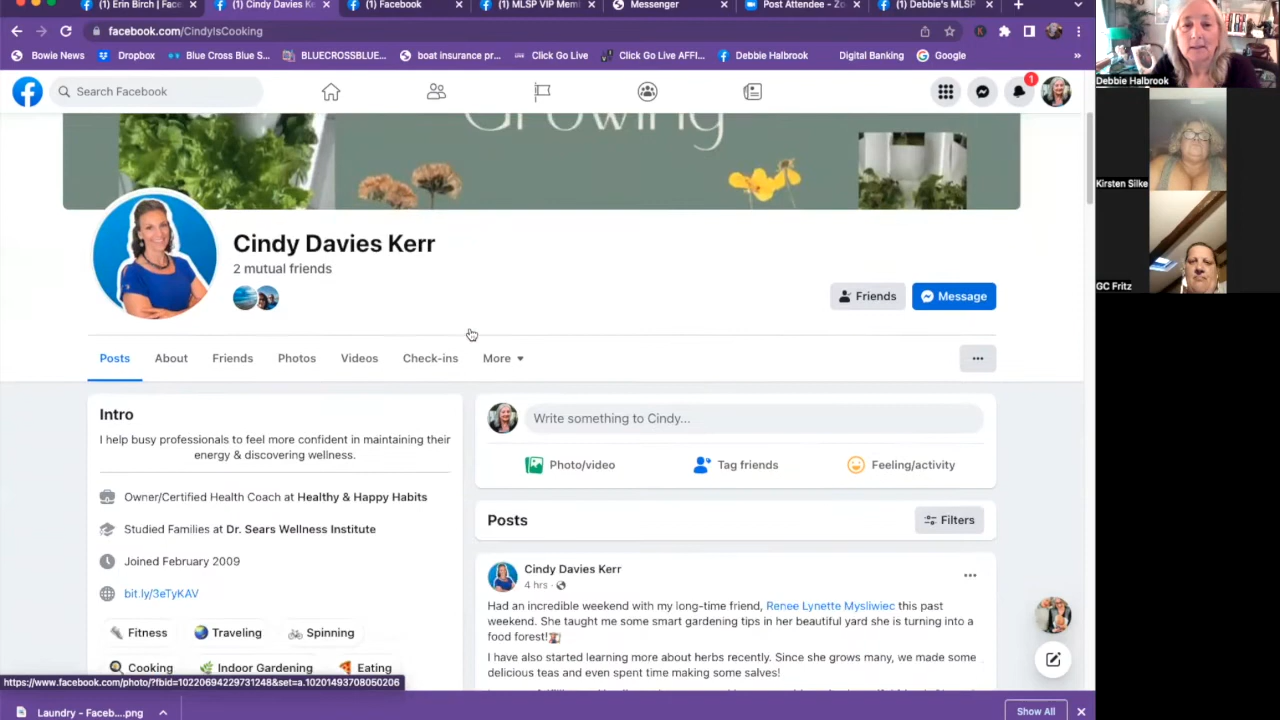 (1) Erin Birch | Face
(1) Cindy Davies Ke
(1) Facebook
(1) MLSP VIP Mem
Messenger
Post Attendee - Zo
(1) Debbie's MLSP
facebook.com/CindyIsCooking
Bowie News
Dropbox
Blue Cross Blue S...
BLUECROSSBLUE...
boat insurance pr...
Click Go Live
Click Go Live AFFI...
Debbie Halbrook
Digital Banking
Google
»
Search Facebook
1
Growing
Cindy Davies Kerr
2 mutual friends
Friends
Message
Posts
About
Friends
Photos
Videos
Check-ins
More
Intro
I help busy professionals to feel more confident in maintaining their
energy & discovering wellness.
Owner/Certified Health Coach at Healthy & Happy Habits
Studied Families at Dr. Sears Wellness Institute
Joined February 2009
bit.ly/3eTyKAV
Fitness
Traveling
Spinning
Cooking
Indoor Gardening
Eating
Write something to Cindy...
Photo/video
Tag friends
Feeling/activity
Posts
Filters
Cindy Davies Kerr
4 hrs ·
Had an incredible weekend with my long-time friend, Renee Lynette Mysliwiec this past
weekend. She taught me some smart gardening tips in her beautiful yard she is turning into a
food forest!
I have also started learning more about herbs recently. Since she grows many, we made some
delicious teas and even spent time making some salves!
https://www.facebook.com/photo/?fbid=10220694229731248&set=a.10201493708050206
Laundry - Faceb....png
Show All
Debbie Halbrook
Kirsten Silke
GC Fritz